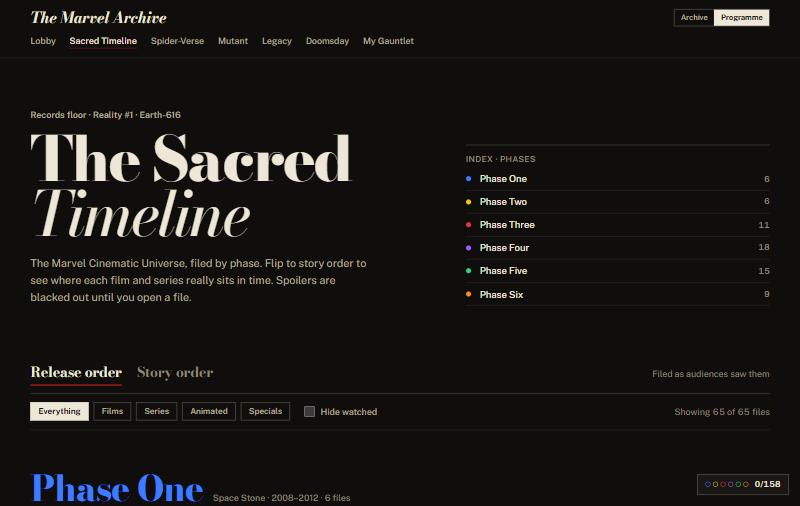 The Marvel Archive
Archive Programme
Lobby Sacred Timeline Spider-Verse Mutant Legacy Doomsday My Gauntlet
Records floor · Reality #1 · Earth-616
The Sacred
Timeline
The Marvel Cinematic Universe, filed by phase. Flip to story order to
see where each film and series really sits in time. Spoilers are
blacked out until you open a file.
INDEX · PHASES
Phase One 6
Phase Two 6
Phase Three 11
Phase Four 18
Phase Five 15
Phase Six 9
Release order Story order
Filed as audiences saw them
Everything Films Series Animated Specials Hide watched
Showing 65 of 65 files
Phase One Space Stone · 2008–2012 · 6 files
0/158